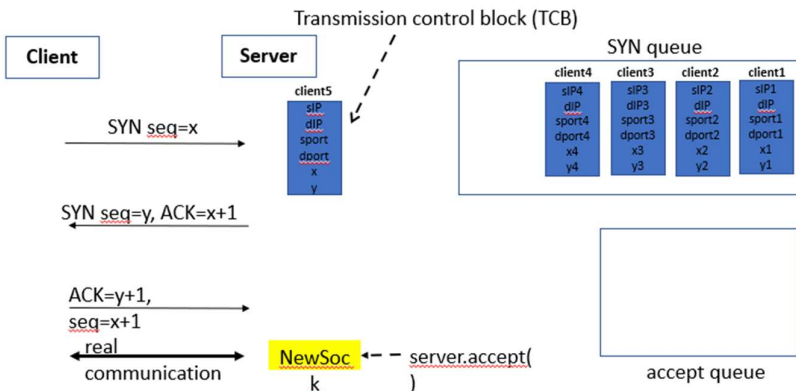 Transmission control block (TCB)
Client
Server
SYN queue
client5
sIP
dIP
sport
dport
x
y
client4
sIP4
dIP
sport4
dport4
x4
y4
client3
sIP3
dIP3
sport3
dport3
x3
y3
client2
sIP2
dIP
sport2
dport2
x2
y2
client1
sIP1
dIP
sport1
dport1
x1
y1
SYN seq=x
SYN seq=y, ACK=x+1
ACK=y+1,
seq=x+1
real
communication
NewSoc
k
server.accept(
)
accept queue